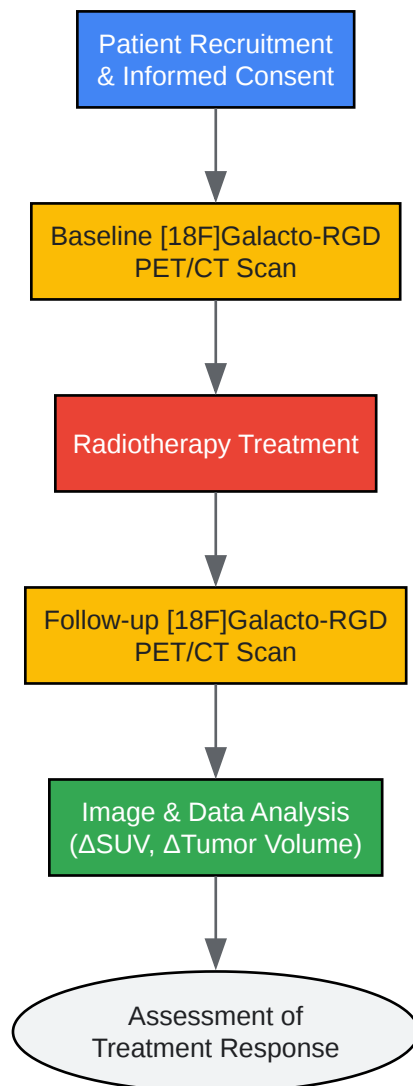 Patient Recruitment
& Informed Consent
Baseline [18F]Galacto-RGD
PET/CT Scan
Radiotherapy Treatment
Follow-up [18F]Galacto-RGD
PET/CT Scan
Image & Data Analysis
(ΔSUV, ΔTumor Volume)
Assessment of
Treatment Response